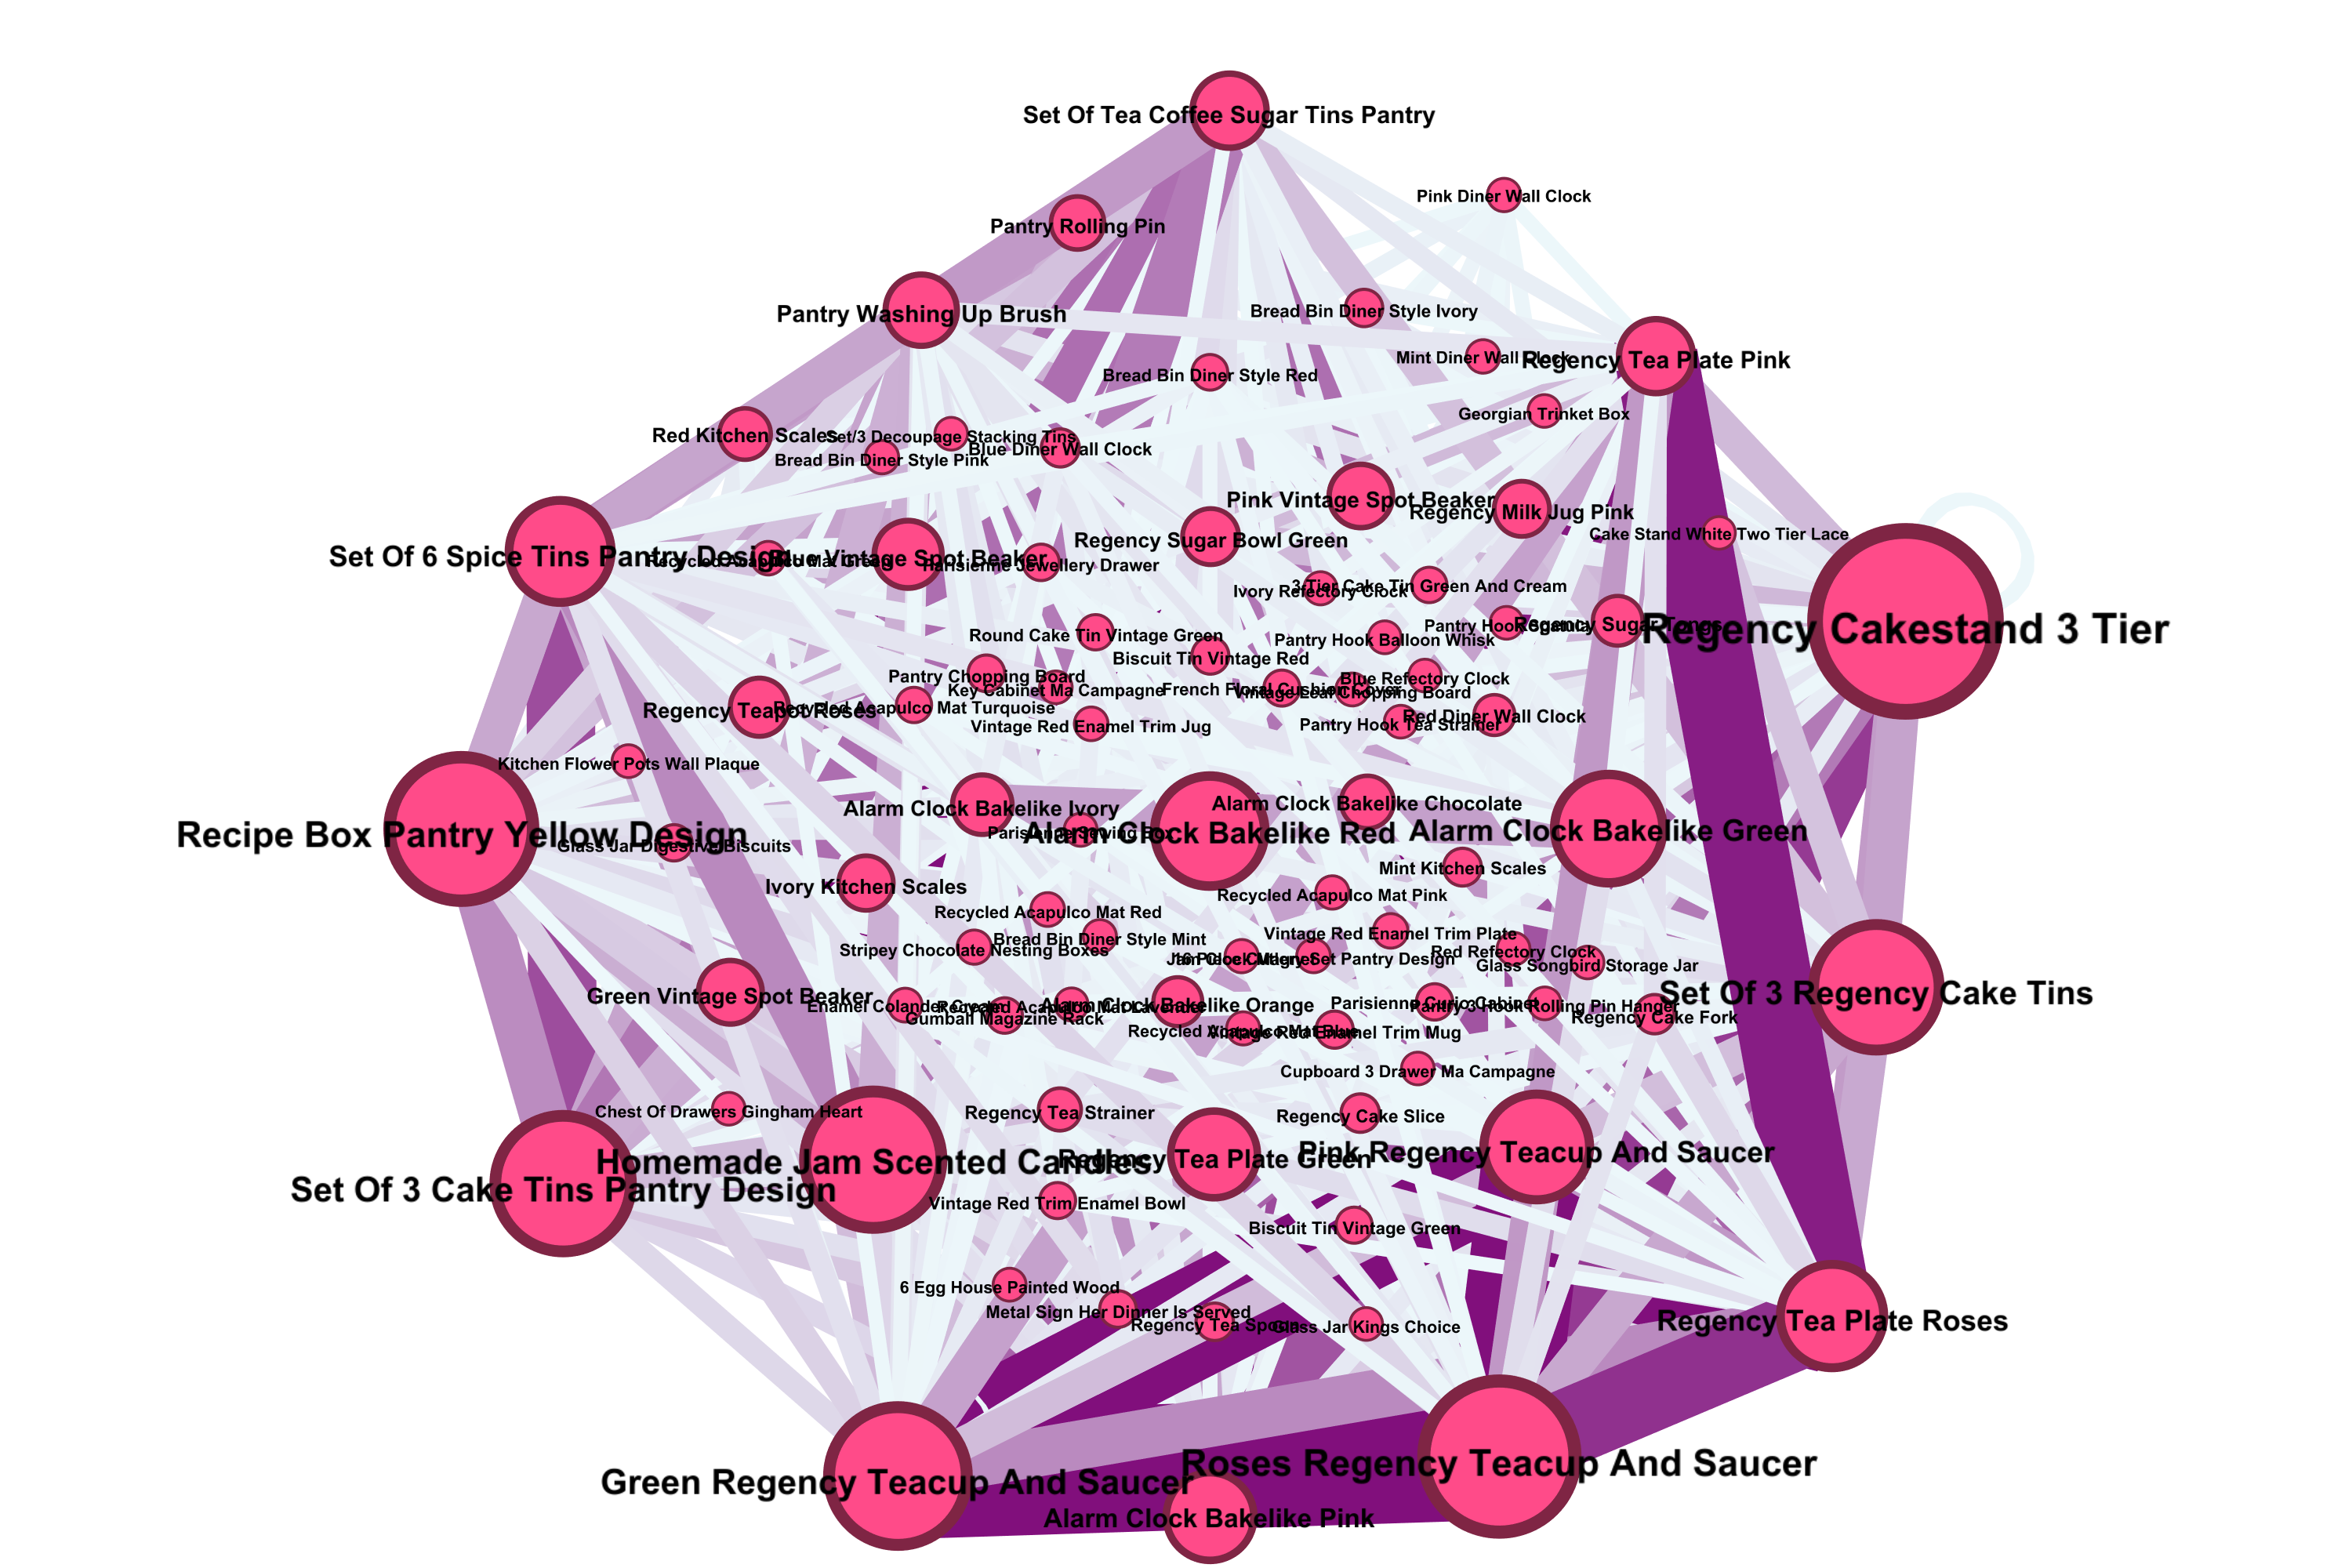 Set Of Tea Coffee Sugar Tins Pantry
Pink Diner Wall Clock
Pantry Rolling Pin
Pantry Washing Up Brush
Bread Bin Diner Style Ivory
Mint Diner Wall Clock
Regency Tea Plate Pink
Bread Bin Diner Style Red
Georgian Trinket Box
Red Kitchen Scales
Set/3 Decoupage Stacking Tins
Blue Diner Wall Clock
Bread Bin Diner Style Pink
Pink Vintage Spot Beaker
Regency Milk Jug Pink
Cake Stand White Two Tier Lace
Regency Sugar Bowl Green
Set Of 6 Spice Tins Pantry Design
Recycled Acapulco Mat Green
Blue Vintage Spot Beaker
Parisienne Jewellery Drawer
Ivory Refectory Clock
3 Tier Cake Tin Green And Cream
Pantry Hook Spatula
Regency Sugar Tongs
Regency Cakestand 3 Tier
Round Cake Tin Vintage Green
Pantry Hook Balloon Whisk
Biscuit Tin Vintage Red
Pantry Chopping Board
Key Cabinet Ma Campagne
French Floral Cushion Cover
Vintage Leaf Chopping Board
Blue Refectory Clock
Regency Teapot Roses
Recycled Acapulco Mat Turquoise
Vintage Red Enamel Trim Jug
Pantry Hook Tea Strainer
Red Diner Wall Clock
Kitchen Flower Pots Wall Plaque
Alarm Clock Bakelike Ivory
Alarm Clock Bakelike Chocolate
Recipe Box Pantry Yellow Design
Glass Jar Digestive Biscuits
Parisienne Sewing Box
Alarm Clock Bakelike Red
Alarm Clock Bakelike Green
Mint Kitchen Scales
Ivory Kitchen Scales
Recycled Acapulco Mat Pink
Recycled Acapulco Mat Red
Bread Bin Diner Style Mint
Stripey Chocolate Nesting Boxes
Vintage Red Enamel Trim Plate
Jam Clock Magnet
16 Piece Cutlery Set Pantry Design
Red Refectory Clock
Glass Songbird Storage Jar
Green Vintage Spot Beaker
Set Of 3 Regency Cake Tins
Enamel Colander Cream
Recycled Acapulco Mat Lavender
Gumball Magazine Rack
Alarm Clock Bakelike Orange
Parisienne Curio Cabinet
Pantry 3 Hook Rolling Pin Hanger
Regency Cake Fork
Recycled Acapulco Mat Blue
Vintage Red Enamel Trim Mug
Cupboard 3 Drawer Ma Campagne
Chest Of Drawers Gingham Heart
Regency Tea Strainer
Regency Cake Slice
Homemade Jam Scented Candles
Regency Tea Plate Green
Pink Regency Teacup And Saucer
Set Of 3 Cake Tins Pantry Design
Vintage Red Trim Enamel Bowl
Biscuit Tin Vintage Green
6 Egg House Painted Wood
Metal Sign Her Dinner Is Served
Regency Tea Spoon
Glass Jar Kings Choice
Regency Tea Plate Roses
Green Regency Teacup And Saucer
Roses Regency Teacup And Saucer
Alarm Clock Bakelike Pink